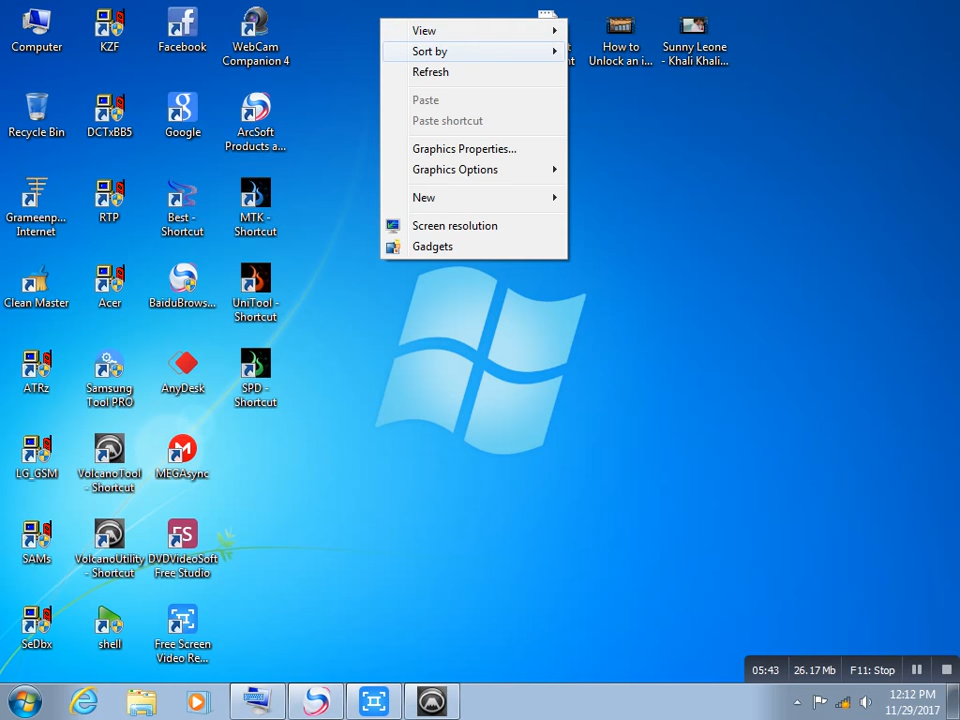 Computer
KZF
Facebook
WebCam
Companion 4
How to
Unlock an i...
Sunny Leone
- Khali Khali...
View
Sort by
Refresh
Paste
Paste shortcut
Graphics Properties...
Graphics Options
New
Screen resolution
Gadgets
Recycle Bin
DCTxBB5
Google
ArcSoft
Products a...
Grameenp...
Internet
RTP
Best -
Shortcut
MTK -
Shortcut
Clean Master
Acer
BaiduBrows...
UniTool -
Shortcut
ATRz
Samsung
Tool PRO
AnyDesk
SPD -
Shortcut
LG_GSM
VolcanoTool
- Shortcut
MEGAsync
SAMs
VolcanoUtility
- Shortcut
FS
DVDVideoSoft
Free Studio
SeDbx
shell
Free Screen
Video Re...
05:43
26.17 Mb
F11: Stop
12:12 PM
11/29/2017